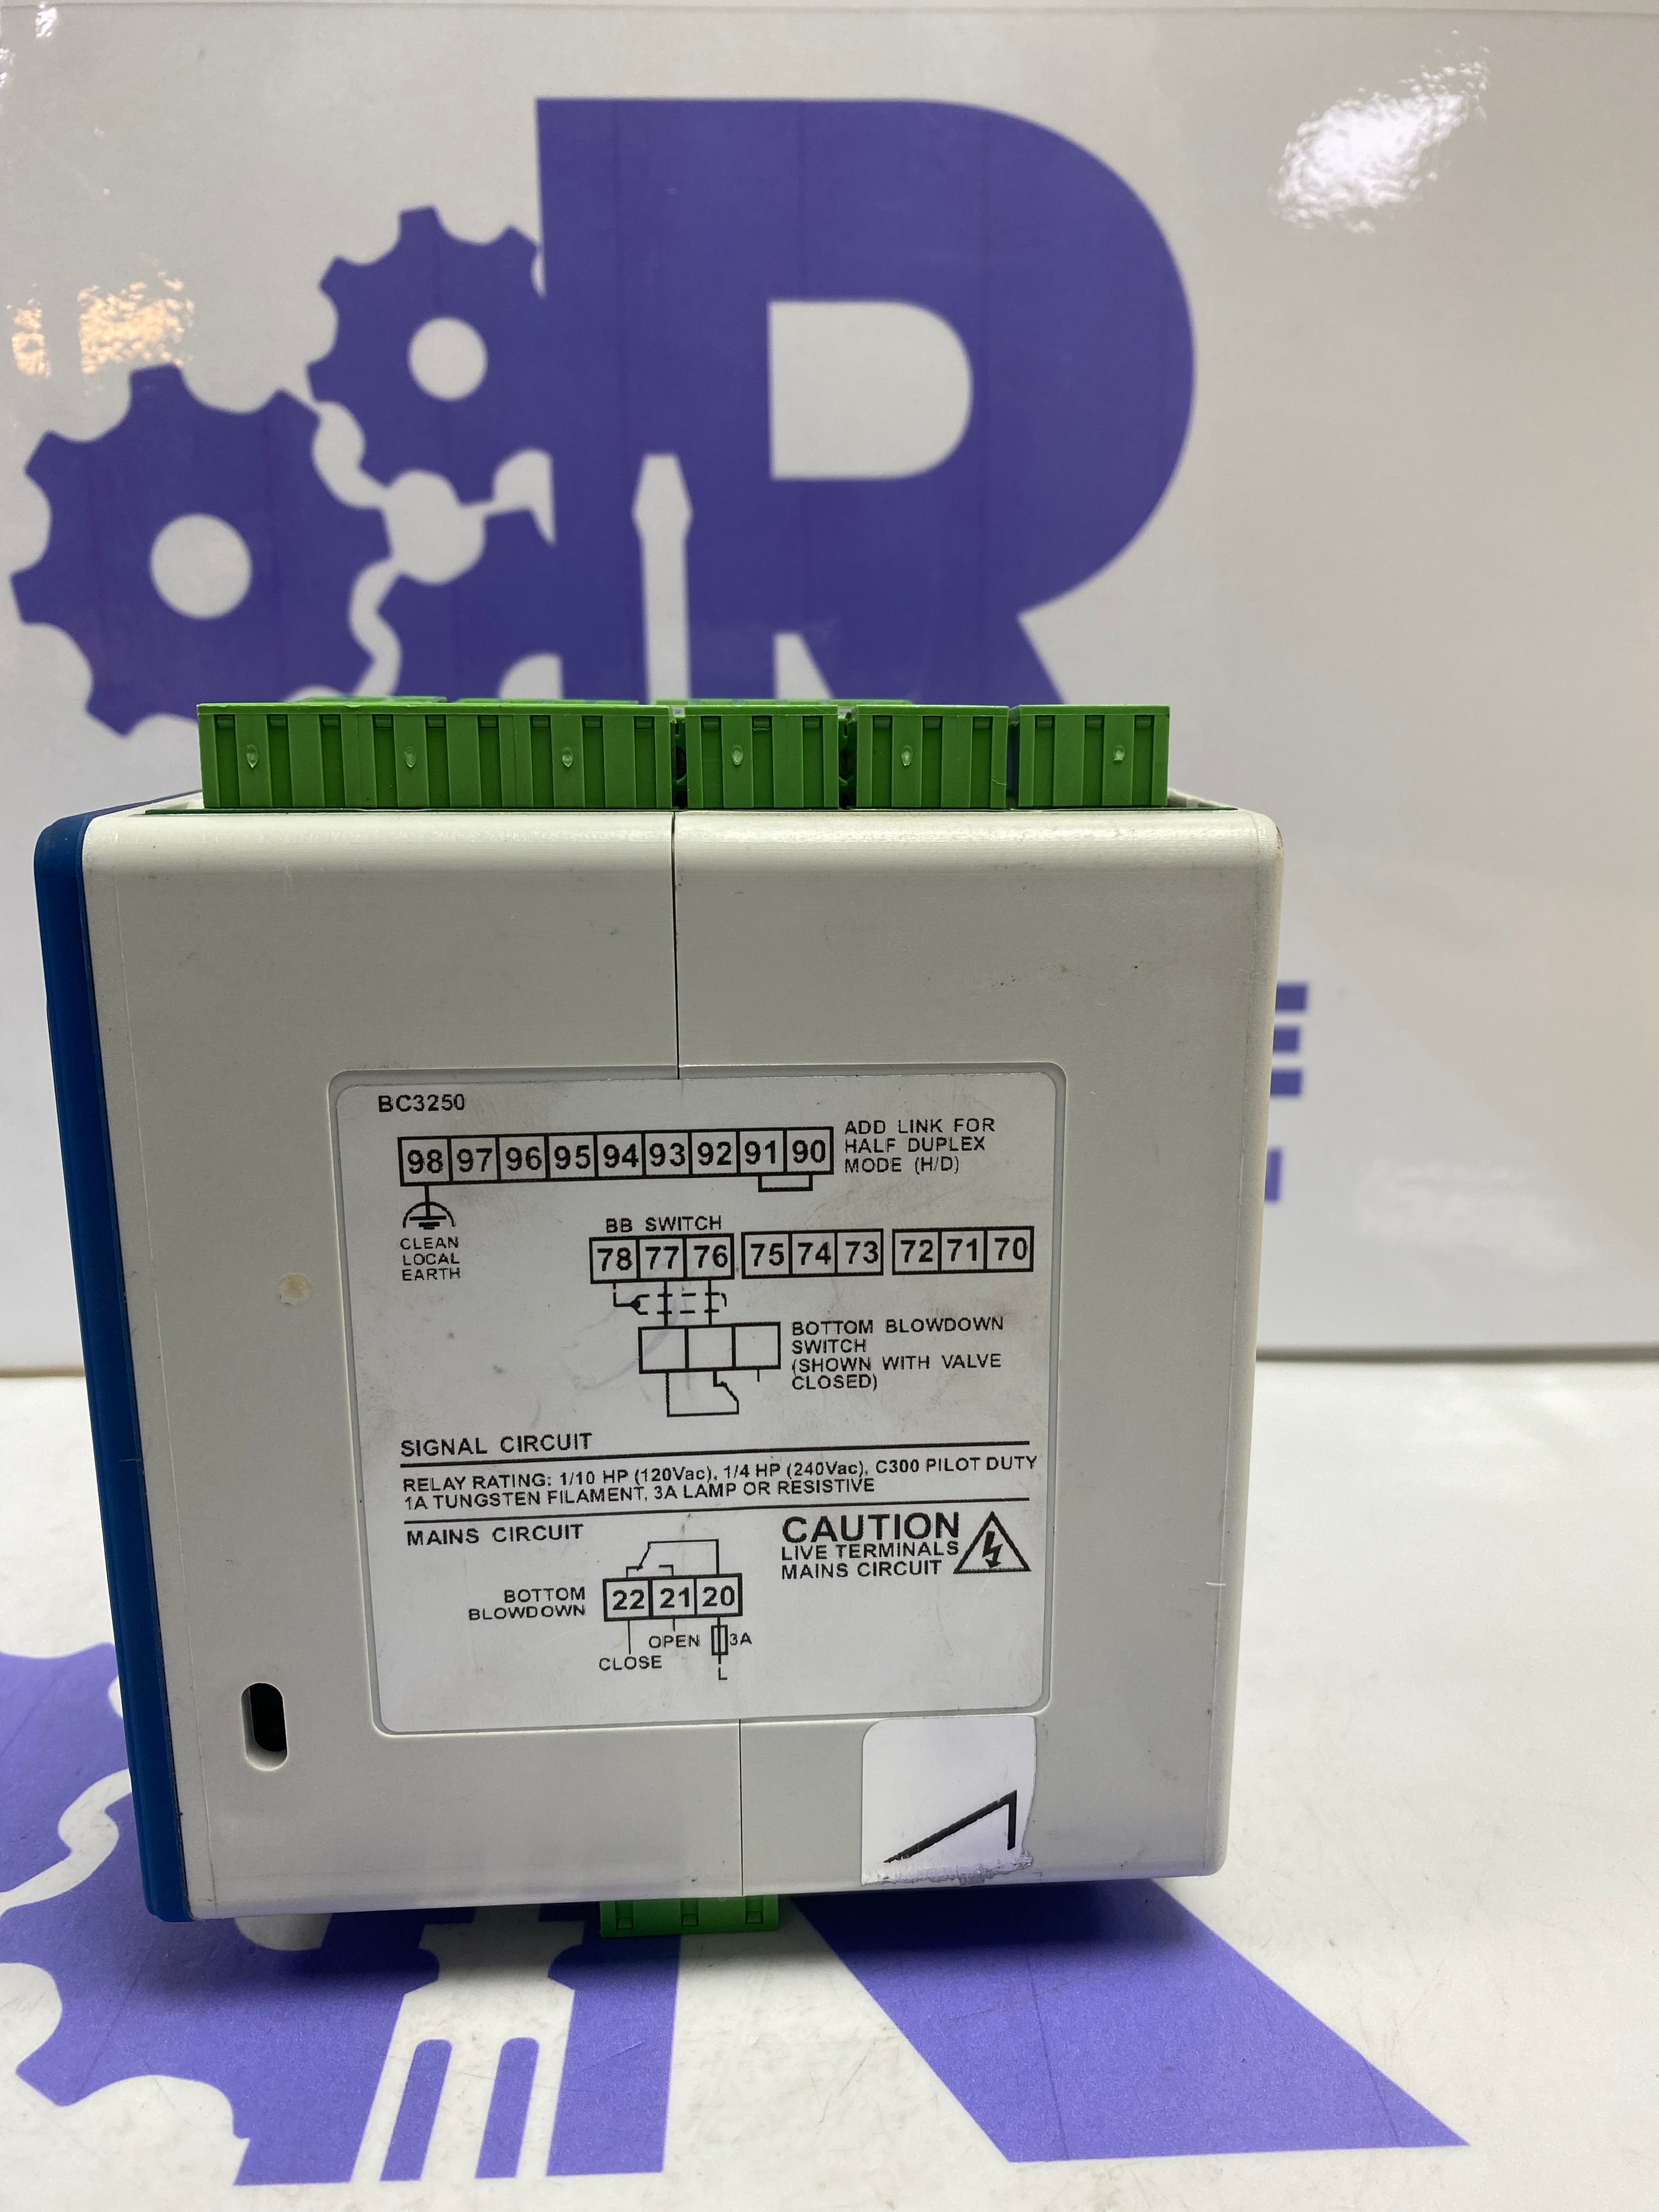 BC3250
98 97 96 95 94 93 92 91 90
ADD LINK FOR
HALF DUPLEX
MODE (H/D)
CLEAN
LOCAL
EARTH
BB SWITCH
78 77 76 75 74 73 72 71 70
BOTTOM BLOWDOWN
SWITCH
(SHOWN WITH VALVE
CLOSED)
SIGNAL CIRCUIT
RELAY RATING: 1/10 HP (120Vac), 1/4 HP (240Vac), C300 PILOT DUTY
1A TUNGSTEN FILAMENT, 3A LAMP OR RESISTIVE
MAINS CIRCUIT
CAUTION
LIVE TERMINALS
MAINS CIRCUIT
BOTTOM
BLOWDOWN
22 21 20
OPEN
3A
CLOSE
L